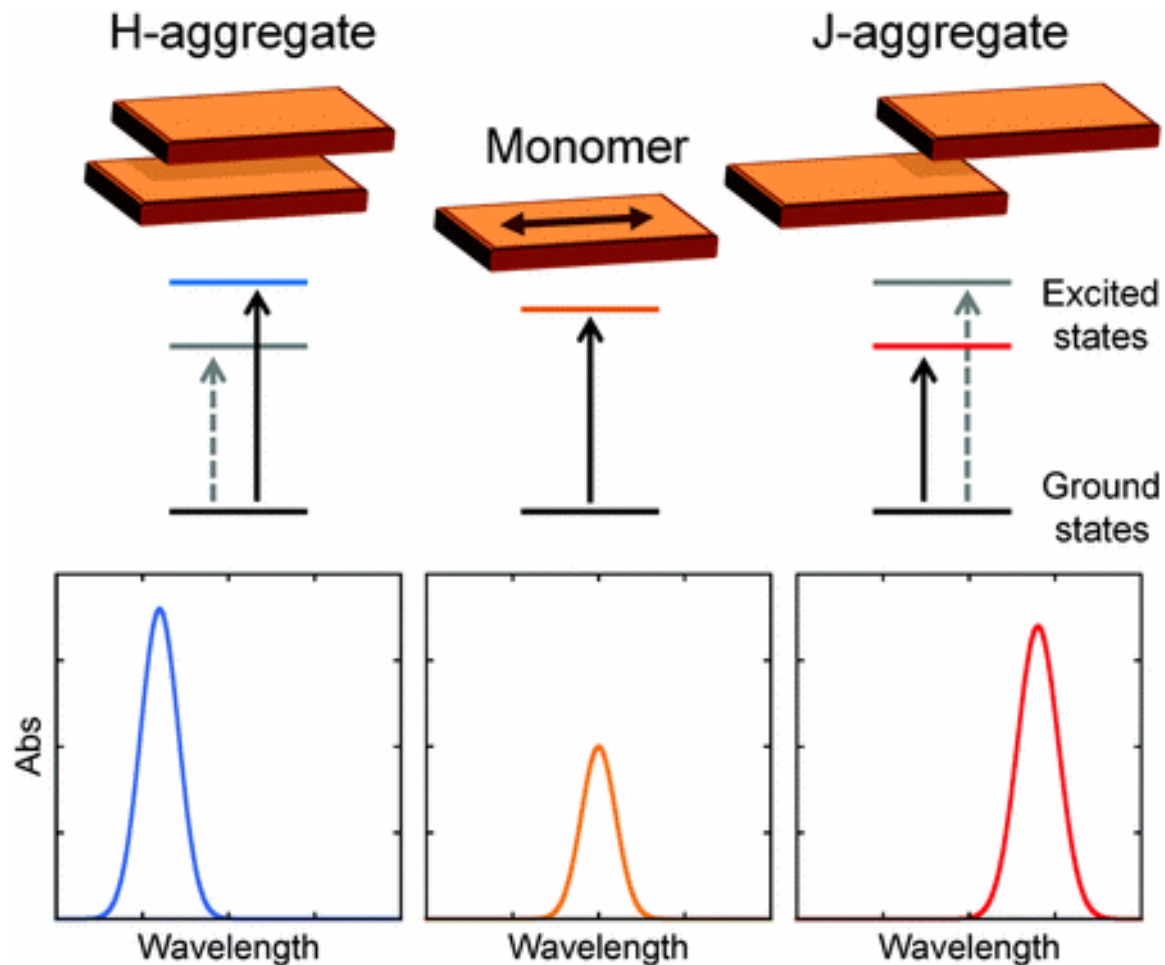 H-aggregate
J-aggregate
Monomer
Excited
states
Ground
states
Abs
Wavelength
Wavelength
Wavelength